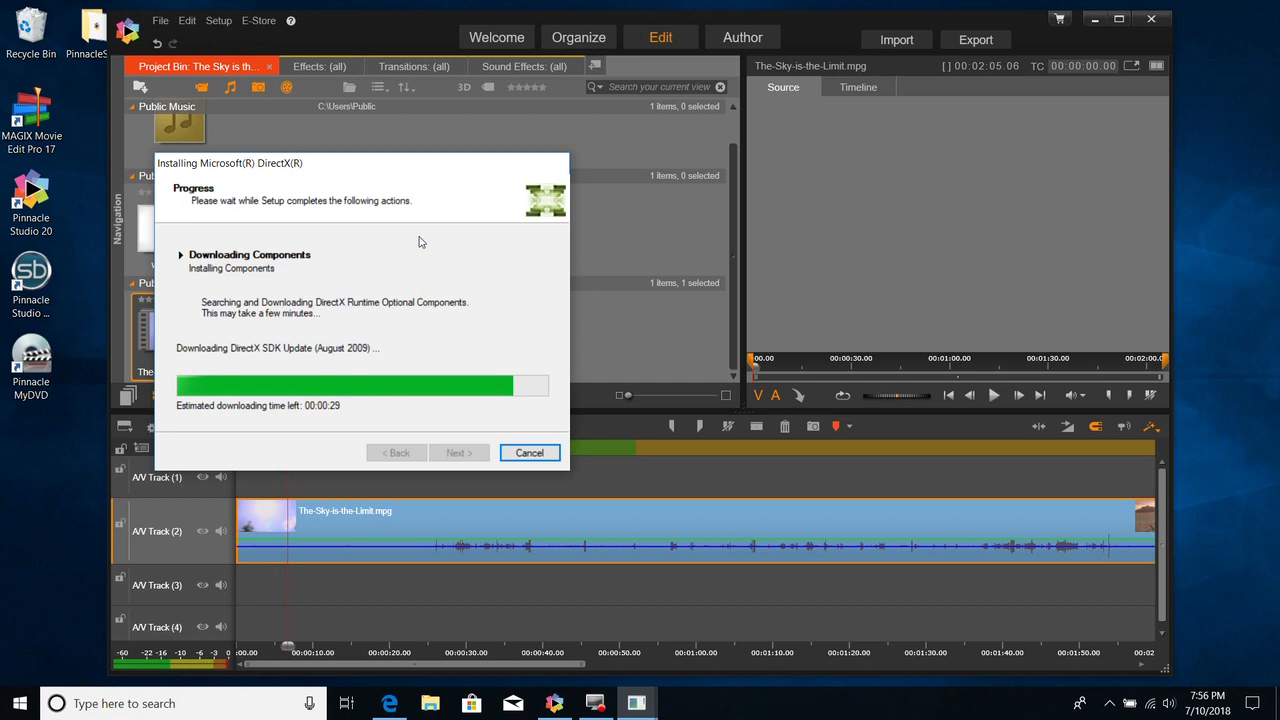 Recycle Bin
PinnacleS
MAGIX Movie
Edit Pro 17
Pinnacle
Studio 20
Pinnacle
Studio ...
Pinnacle
MyDVD
File
Edit
Setup
E-Store
?
Welcome
Organize
Edit
Author
Import
Export
Project Bin: The Sky is th...
×
Effects: (all)
Transitions: (all)
Sound Effects: (all)
3D
Search your current view
Public Music
C:\Users\Public
1 items, 0 selected
Pu
1 items, 0 selected
Pu
1 items, 1 selected
Th
Navigation
The-Sky-is-the-Limit.mpg
[ ] 00:02:05.06
TC 00:00:00,00
Source
Timeline
Installing Microsoft(R) DirectX(R)
Progress
Please wait while Setup completes the following actions.
Downloading Components
Installing Components
Searching and Downloading DirectX Runtime Optional Components.
This may take a few minutes...
Downloading DirectX SDK Update (August 2009) ...
Estimated downloading time left: 00:00:29
< Back
Next >
Cancel
00.00
00:00:30.00
00:01:00.00
00:01:30.00
00:02:00.0
V A
A/V Track (1)
A/V Track (2)
The-Sky-is-the-Limit.mpg
A/V Track (3)
A/V Track (4)
-60 -22 -16 -10 -6 -3 0
:00.00
00:00:10.00
00:00:20.00
00:00:30.00
00:00:40.00
00:00:50.00
00:01:00.00
00:01:10.00
00:01:20.00
00:01:30.00
00:01:40.00
00:01:50.00
00:02
Type here to search
7:56 PM
7/10/2018